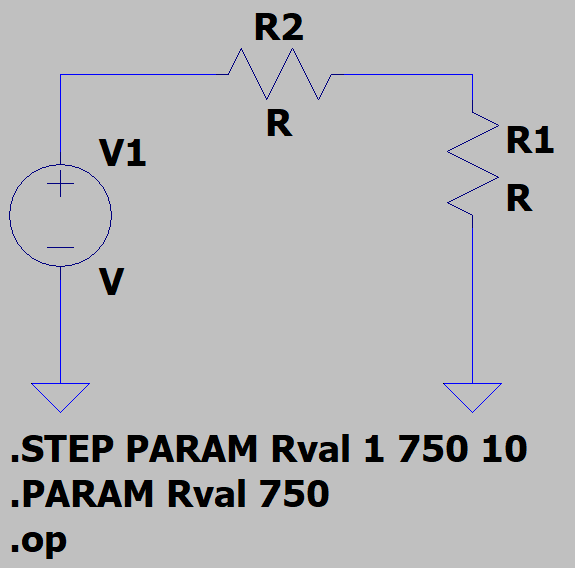 R2
R
V1
R1
R
V
.STEP PARAM Rval 1 750 10
.PARAM Rval 750
.op